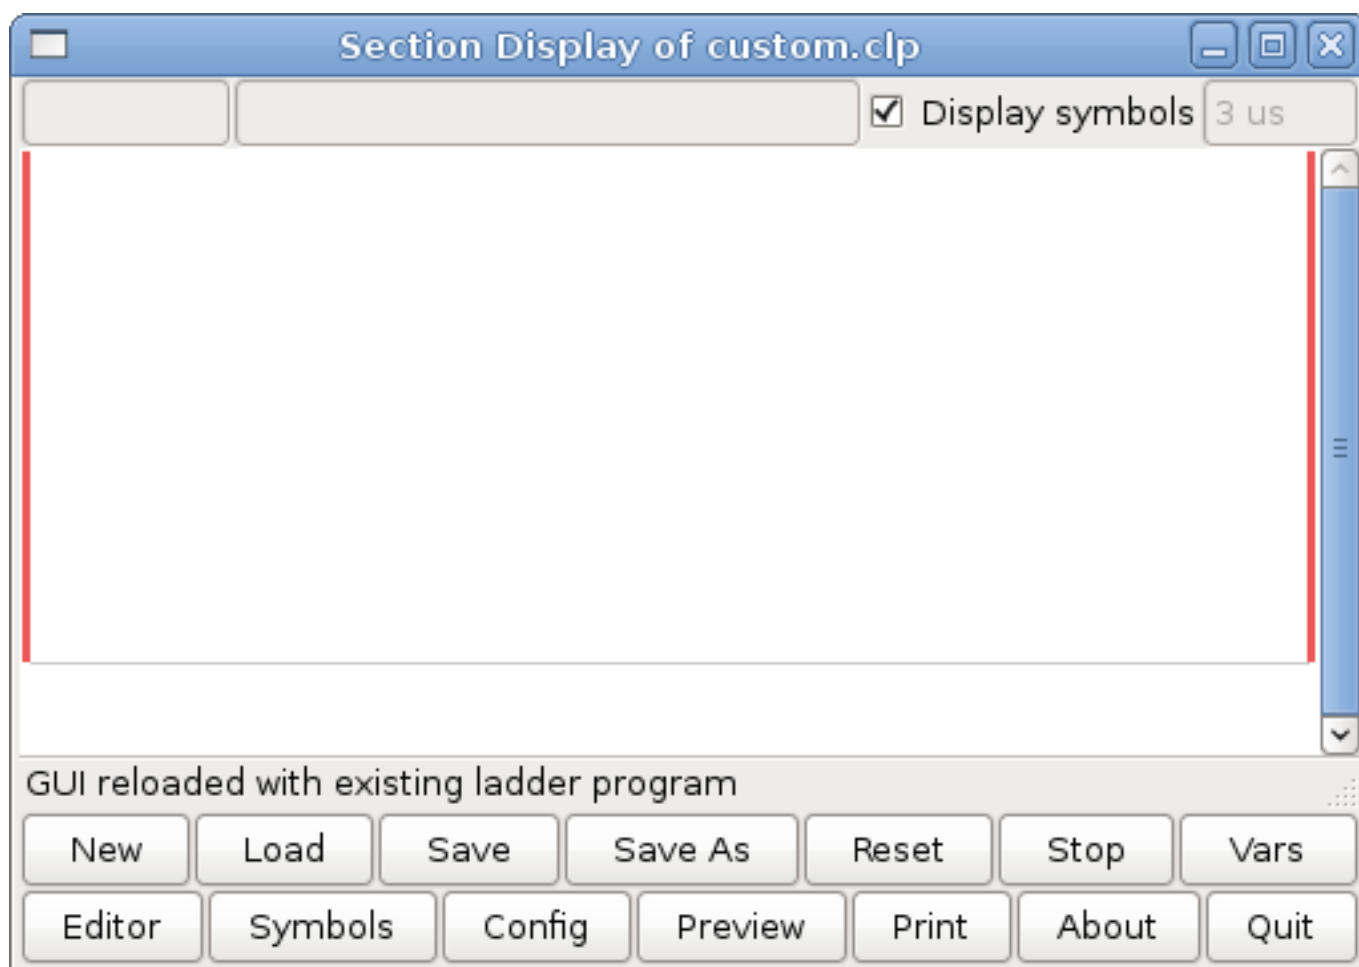 Section Display of custom.clp
Display symbols 3 us
GUI reloaded with existing ladder program
New Load Save Save As Reset Stop Vars
Editor Symbols Config Preview Print About Quit